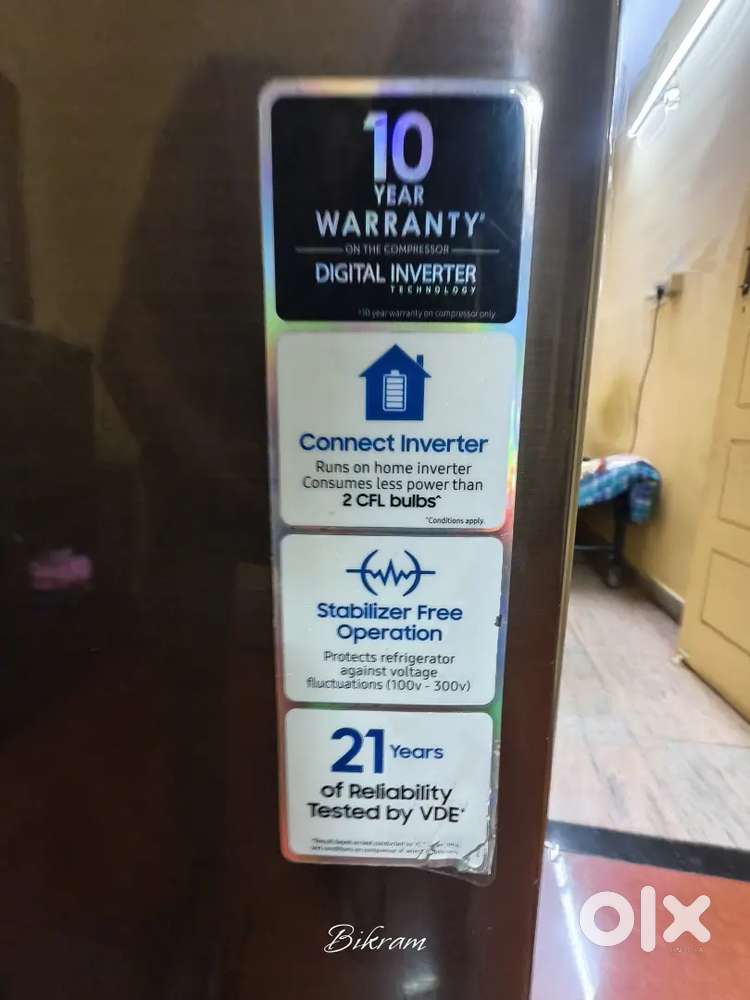 10
YEAR
WARRANTY*
ON THE COMPRESSOR
DIGITAL INVERTER
TECHNOLOGY
*10 year warranty on compressor only
Connect Inverter
Runs on home inverter
Consumes less power than
2 CFL bulbs^
^Conditions apply.
Stabilizer Free
Operation
Protects refrigerator
against voltage
fluctuations (100v - 300v)
21 Years
of Reliability
Tested by VDE*
Bikram
olx